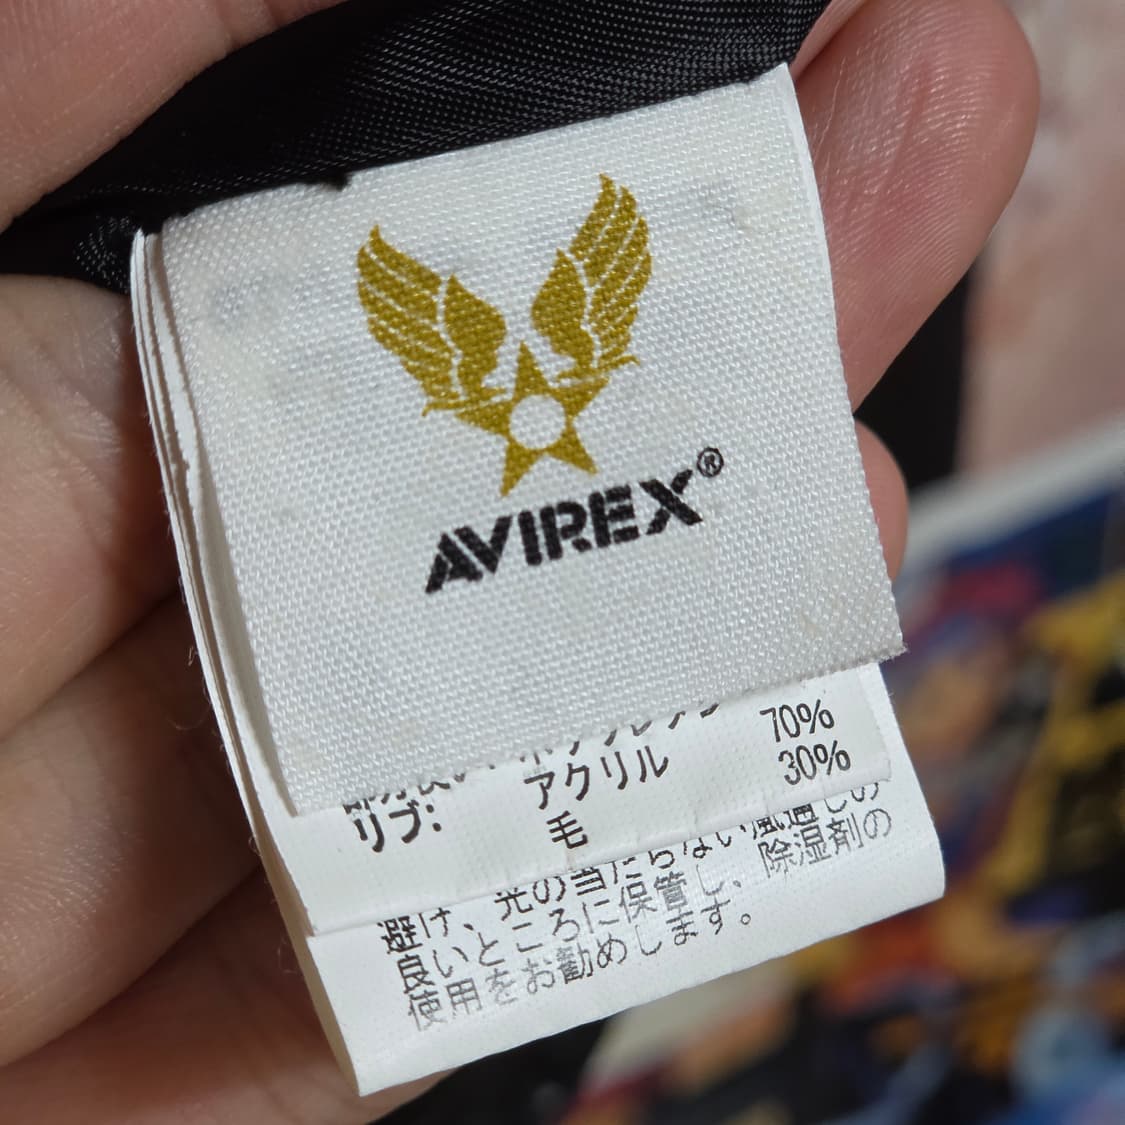 AVIREX®
70%
リブ: アクリル 30%
毛
避け、光の当たらない風通しの
良いところに保管し、除湿剤の
使用をお勧めします。